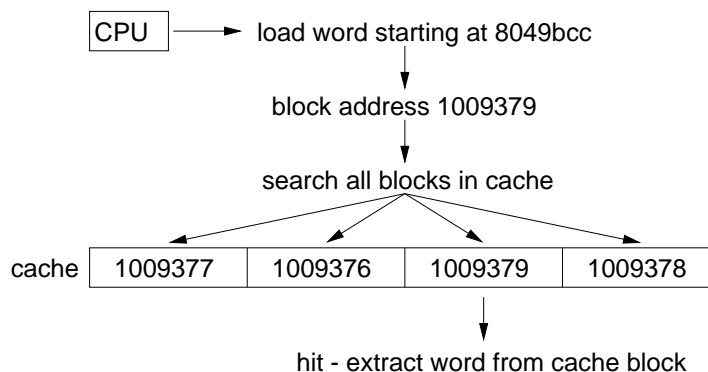 CPU load word starting at 8049bcc
block address 1009379
search all blocks in cache
cache 1009377 1009376 1009379 1009378
hit - extract word from cache block